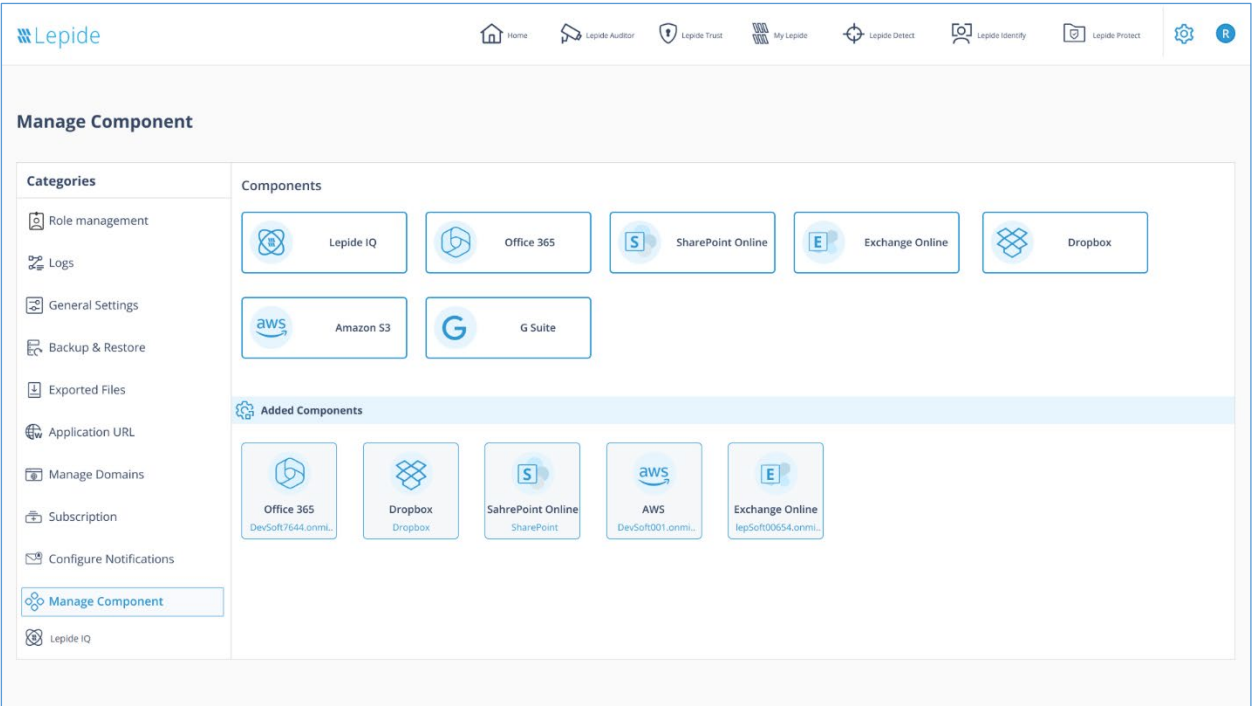 Lepide
Home
Lepide Auditor
Lepide Trust
My Lepide
Lepide Detect
Lepide Identify
Lepide Protect
R
Manage Component
Categories
Role management
Logs
General Settings
Backup & Restore
Exported Files
Application URL
Manage Domains
Subscription
Configure Notifications
Manage Component
Lepide IQ
Components
Lepide IQ
Office 365
S
SharePoint Online
E
Exchange Online
Dropbox
aws
Amazon S3
G
G Suite
Added Components
Office 365
DevSoft7644.onmi..
Dropbox
Dropbox
S
SahrePoint Online
SharePoint
aws
AWS
DevSoft001.onmi..
E
Exchange Online
lepSoft00654.onmi..